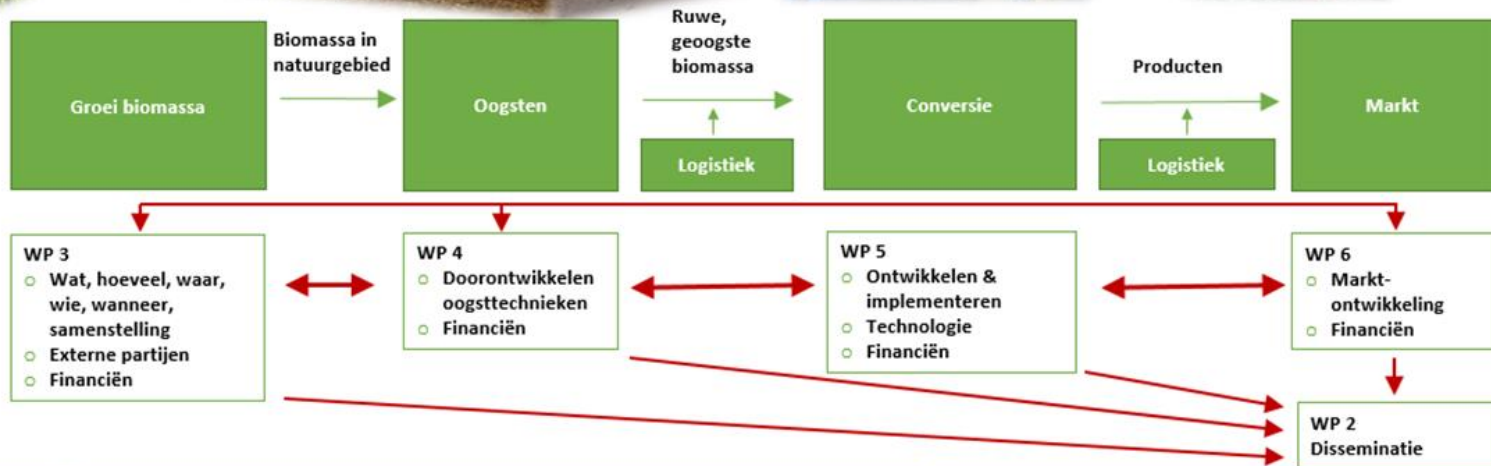 Groei biomassa
Biomassa in
natuurgebied
Oogsten
Ruwe,
geoogste
biomassa
Logistiek
Conversie
Producten
Logistiek
Markt
WP 3
Wat, hoeveel, waar,
wie, wanneer,
samenstelling
Externe partijen
Financiën
WP 4
Doorontwikkelen
oogsttechnieken
Financiën
WP 5
Ontwikkelen &
implementeren
Technologie
Financiën
WP 6
Markt-
ontwikkeling
Financiën
WP 2
Disseminatie